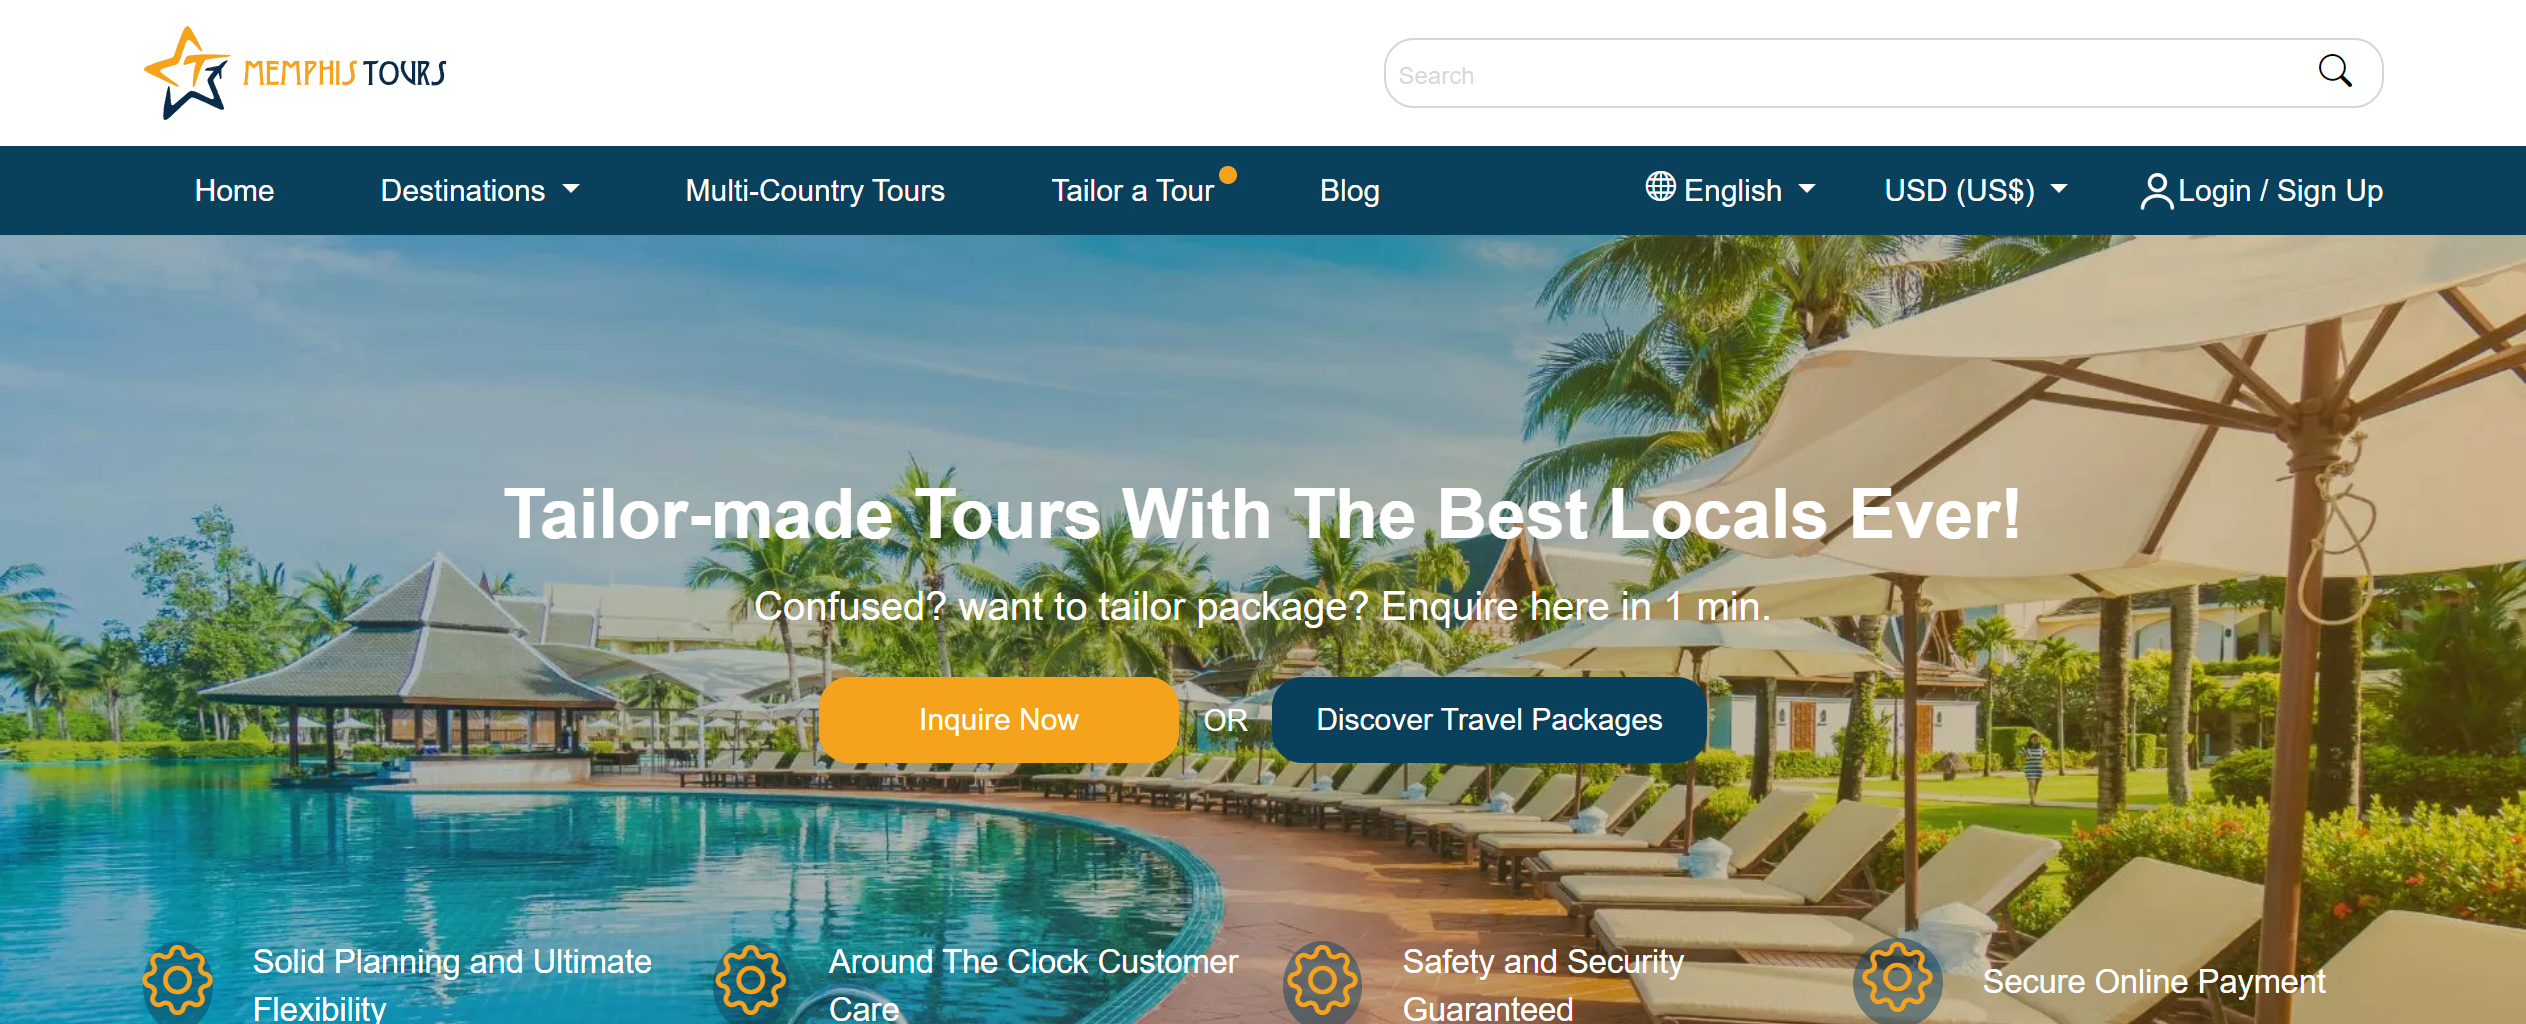 MEMPHIS TOURS
Search
Home
Destinations
Multi-Country Tours
Tailor a Tour
Blog
English
USD (US$)
Login / Sign Up
Tailor-made Tours With The Best Locals Ever!
Confused? want to tailor package? Enquire here in 1 min.
Inquire Now
OR
Discover Travel Packages
Solid Planning and Ultimate
Flexibility
Around The Clock Customer
Care
Safety and Security
Guaranteed
Secure Online Payment